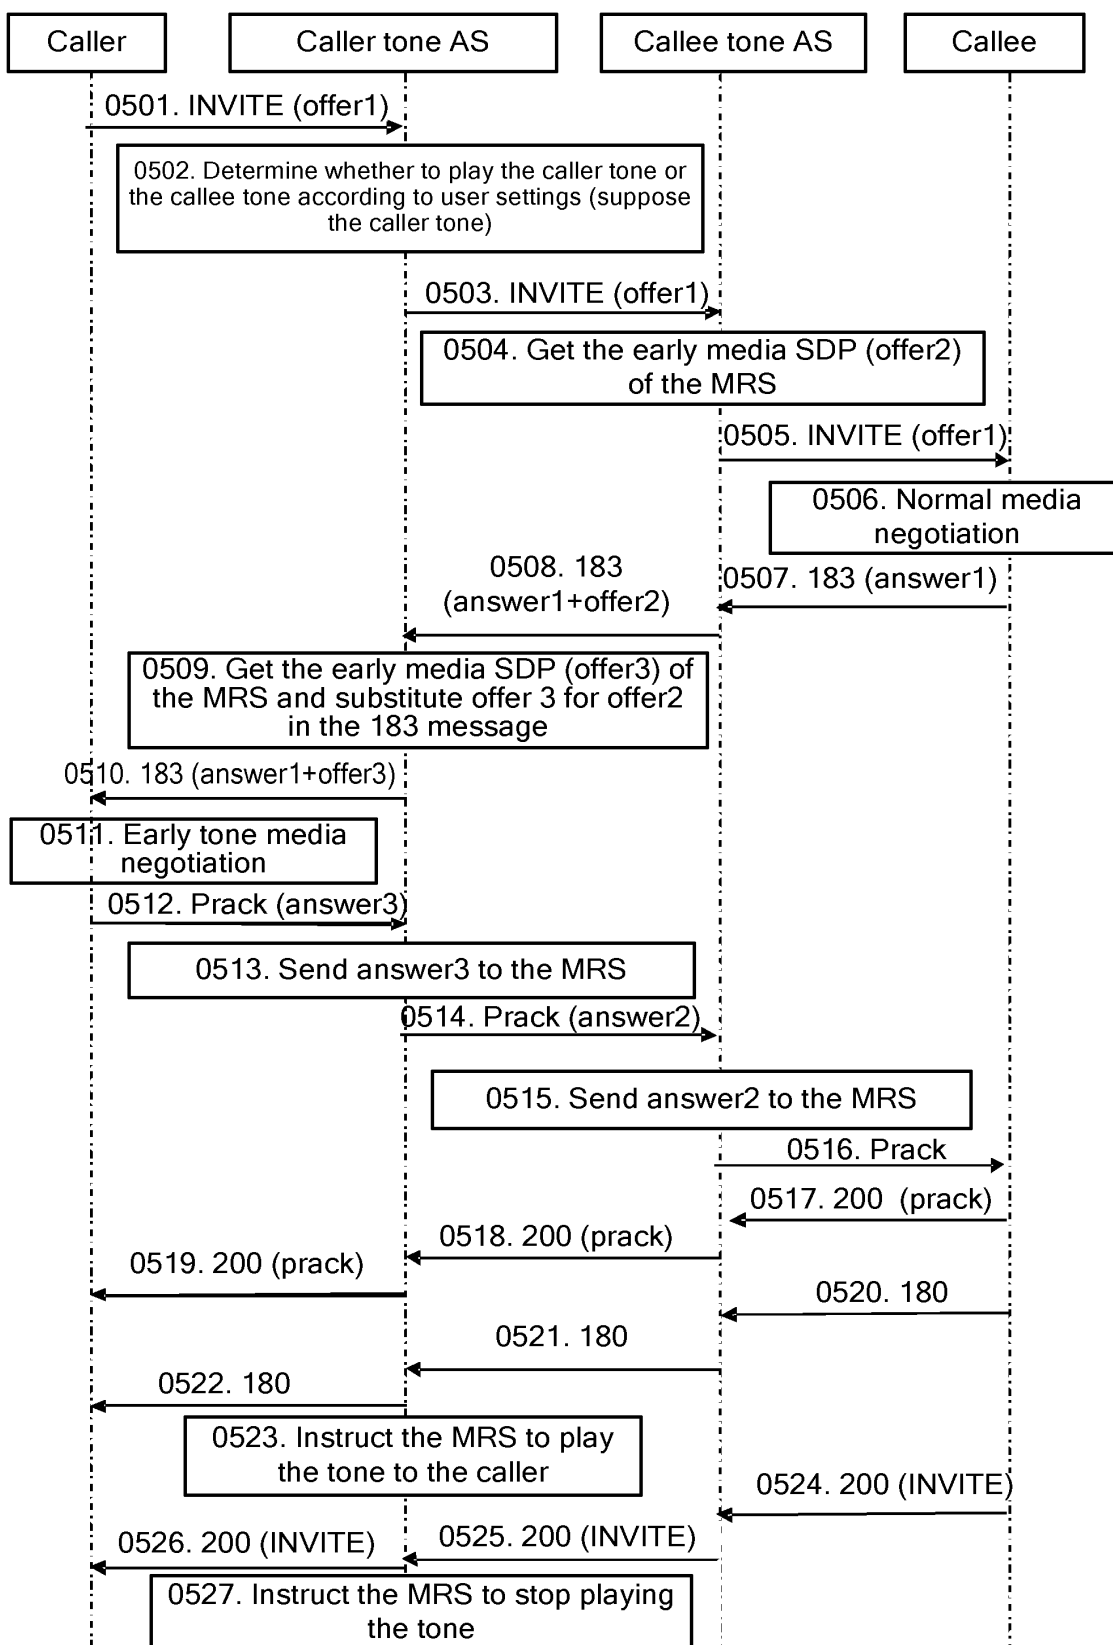 Caller
Caller tone AS
Callee tone AS
Callee
0501. INVITE (offer1)
0502. Determine whether to play the caller tone or
the callee tone according to user settings (suppose
the caller tone)
0503. INVITE (offer1)
0504. Get the early media SDP (offer2)
of the MRS
0505. INVITE (offer1)
0506. Normal media
negotiation
0507. 183 (answer1)
0508. 183
(answer1+offer2)
0509. Get the early media SDP (offer3) of
the MRS and substitute offer 3 for offer2
in the 183 message
0510. 183 (answer1+offer3)
0511. Early tone media
negotiation
0512. Prack (answer3)
0513. Send answer3 to the MRS
0514. Prack (answer2)
0515. Send answer2 to the MRS
0516. Prack
0517. 200 (prack)
0518. 200 (prack)
0519. 200 (prack)
0520. 180
0521. 180
0522. 180
0523. Instruct the MRS to play
the tone to the caller
0524. 200 (INVITE)
0525. 200 (INVITE)
0526. 200 (INVITE)
0527. Instruct the MRS to stop playing
the tone